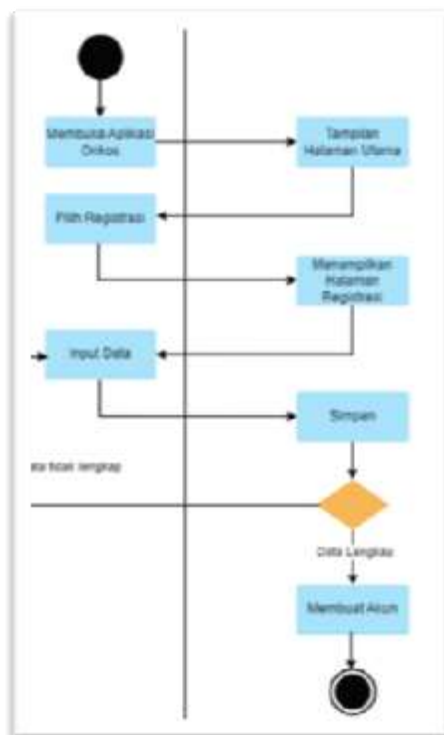 Membuka Aplikasi
Onkos
Tampilan
Halaman Utama
Pilih Registrasi
Menampilkan
Halaman
Registrasi
Input Data
Simpan
ata tidak lengkap
Data Lengkap
Membuat Akun